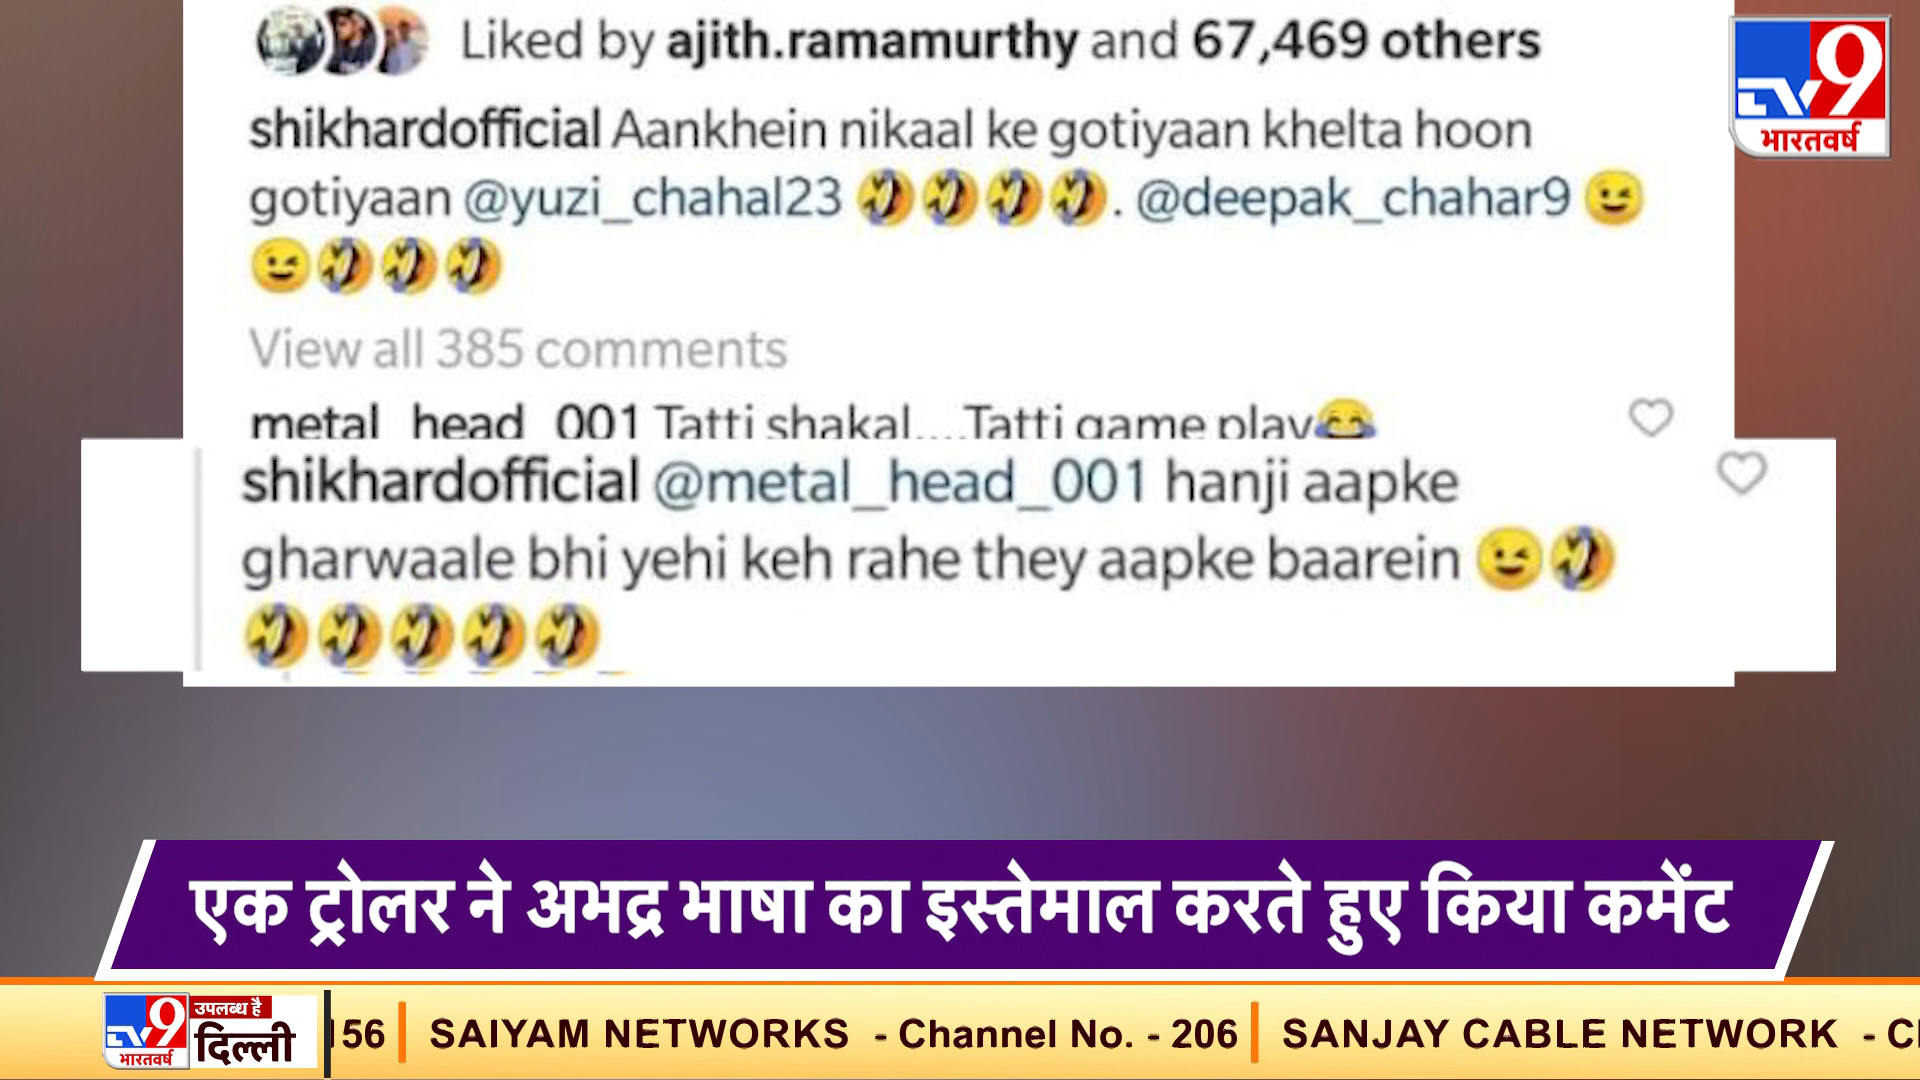 Liked by ajith.ramamurthy and 67,469 others
shikhardofficial Aankhein nikaal ke gotiyaan khelta hoon
gotiyaan @yuzi_chahal23 🤣🤣🤣🤣. @deepak_chahar9 😉
😉🤣🤣🤣
View all 385 comments
metal_head_001 Tatti shakal....Tatti game play😂
shikhardofficial @metal_head_001 hanji aapke
gharwaale bhi yehi keh rahe they aapke baarein 😉🤣
🤣🤣🤣🤣🤣
TV9
भारतवर्ष
एक ट्रोलर ने अभद्र भाषा का इस्तेमाल करते हुए किया कमेंट
TV9
भारतवर्ष
उपलब्ध है
दिल्ली
156 | SAIYAM NETWORKS - Channel No. - 206 | SANJAY CABLE NETWORK - C